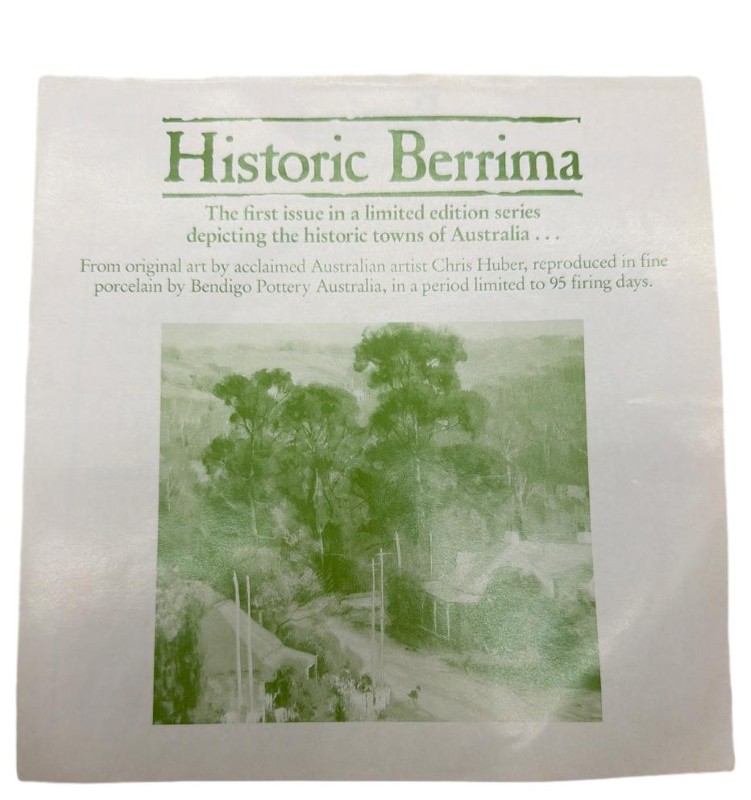 Historic Berrima
The first issue in a limited edition series
depicting the historic towns of Australia . . .
From original art by acclaimed Australian artist Chris Huber, reproduced in fine
porcelain by Bendigo Pottery Australia, in a period limited to 95 firing days.